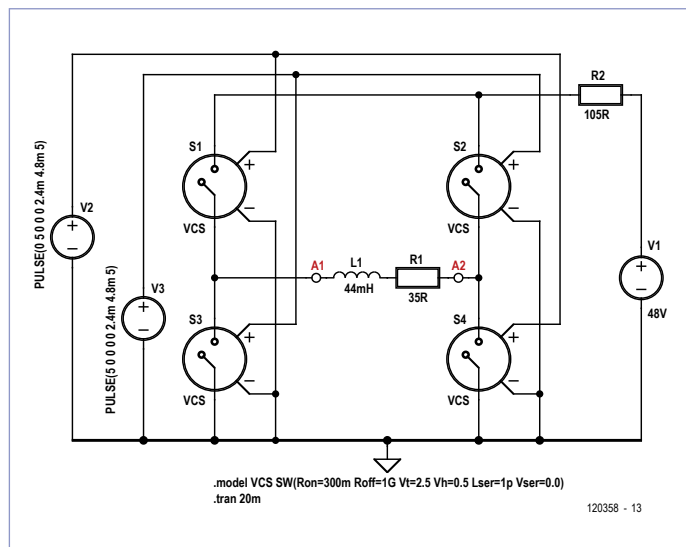 R2
105R
S1
+
−
VCS
S2
+
−
VCS
PULSE(0 5 0 0 0 2.4m 4.8m 5)
V2
+
−
PULSE(5 0 0 0 0 2.4m 4.8m 5)
V3
+
−
A1
L1
44mH
R1
35R
A2
V1
+
−
48V
S3
+
−
VCS
S4
+
−
VCS
.model VCS SW(Ron=300m Roff=1G Vt=2.5 Vh=0.5 Lser=1p Vser=0.0)
.tran 20m
120358 - 13